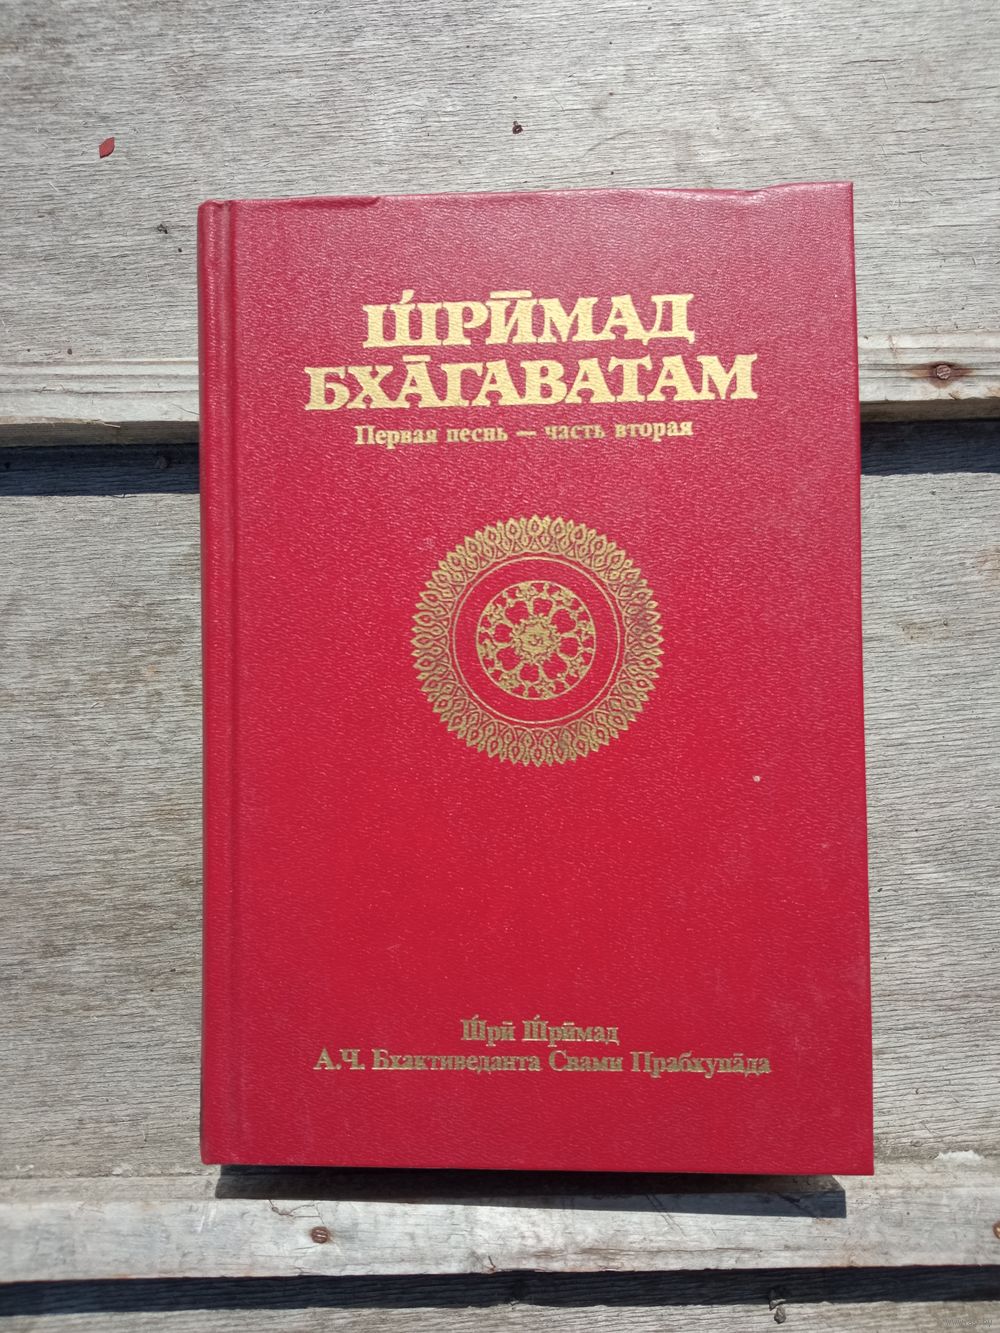 Ш́РӢМАД
БХА̄ГАВАТАМ
Первая песнь — часть вторая
Ш́рӣ Ш́рӣмад
А.Ч. Бхактиведанта Свами Прабхупа̄да